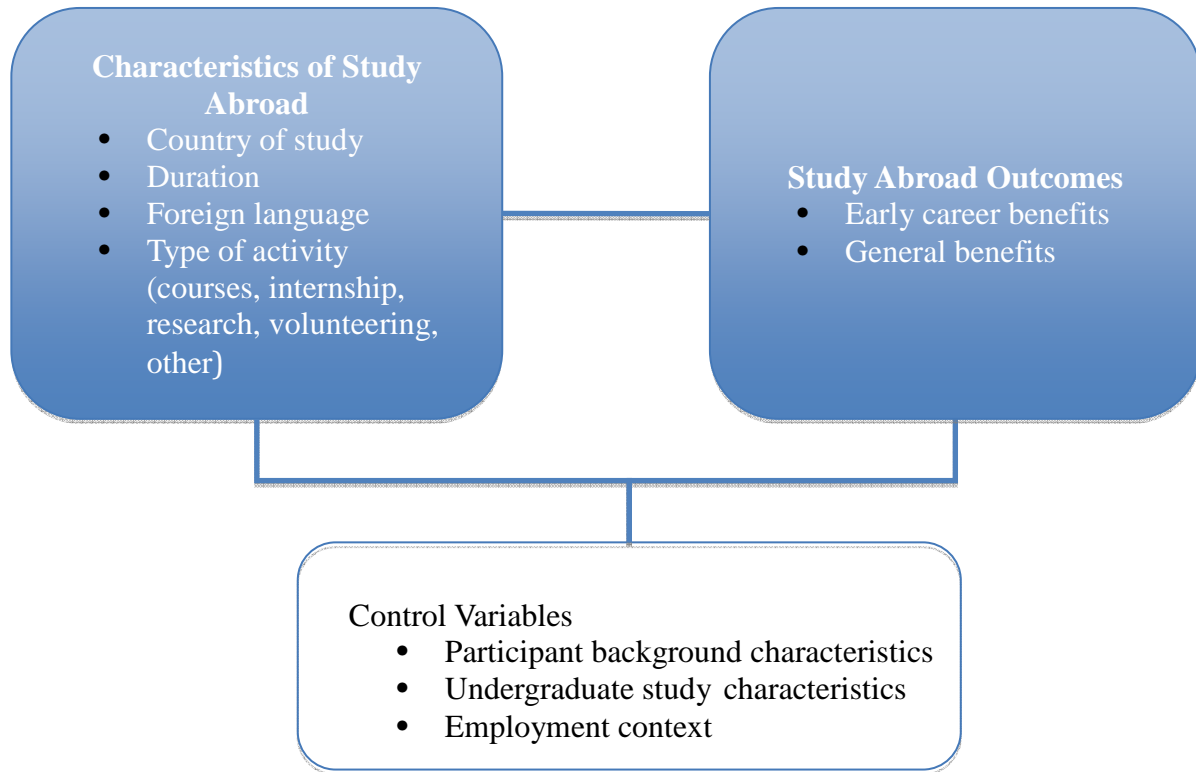 Characteristics of Study
Abroad
• Country of study
• Duration
• Foreign language
• Type of activity
(courses, internship,
research, volunteering,
other)
Study Abroad Outcomes
• Early career benefits
• General benefits
Control Variables
• Participant background characteristics
• Undergraduate study characteristics
• Employment context